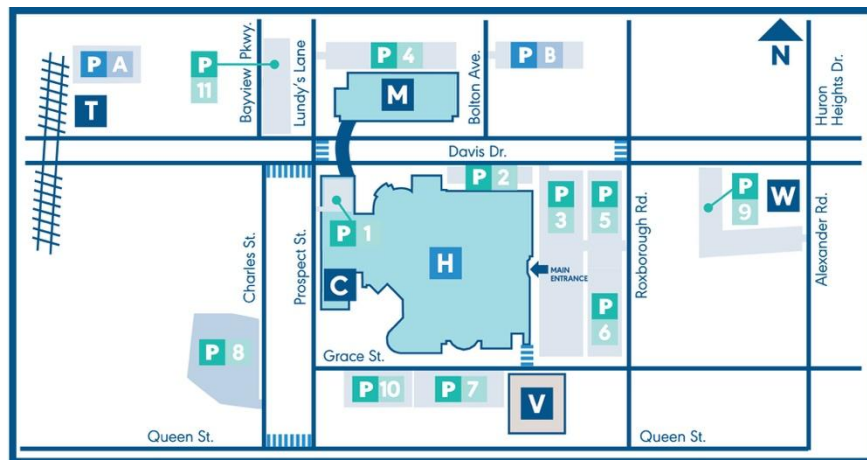 P A
T
P
11
Bayview Pkwy.
Lundy's Lane
P 4
M
Bolton Ave.
P B
N
Huron
Heights Dr.
Davis Dr.
P 2
P
3
P
5
P
9
W
P 1
H
C
MAIN
ENTRANCE
Roxborough Rd.
Alexander Rd.
Charles St.
Prospect St.
P
6
P 8
Grace St.
P 10
P 7
V
Queen St.
Queen St.